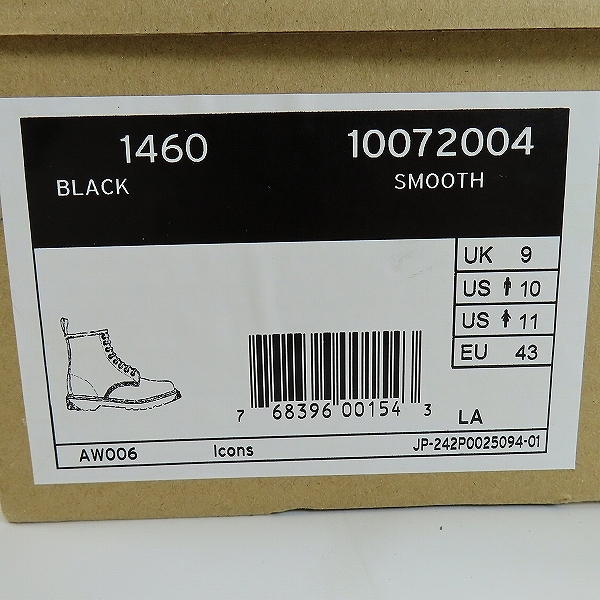 1460 10072004
BLACK SMOOTH
UK 9
US 10
US 11
EU 43
7 68396 00154 3
LA
AW006 Icons JP-242P0025094-01